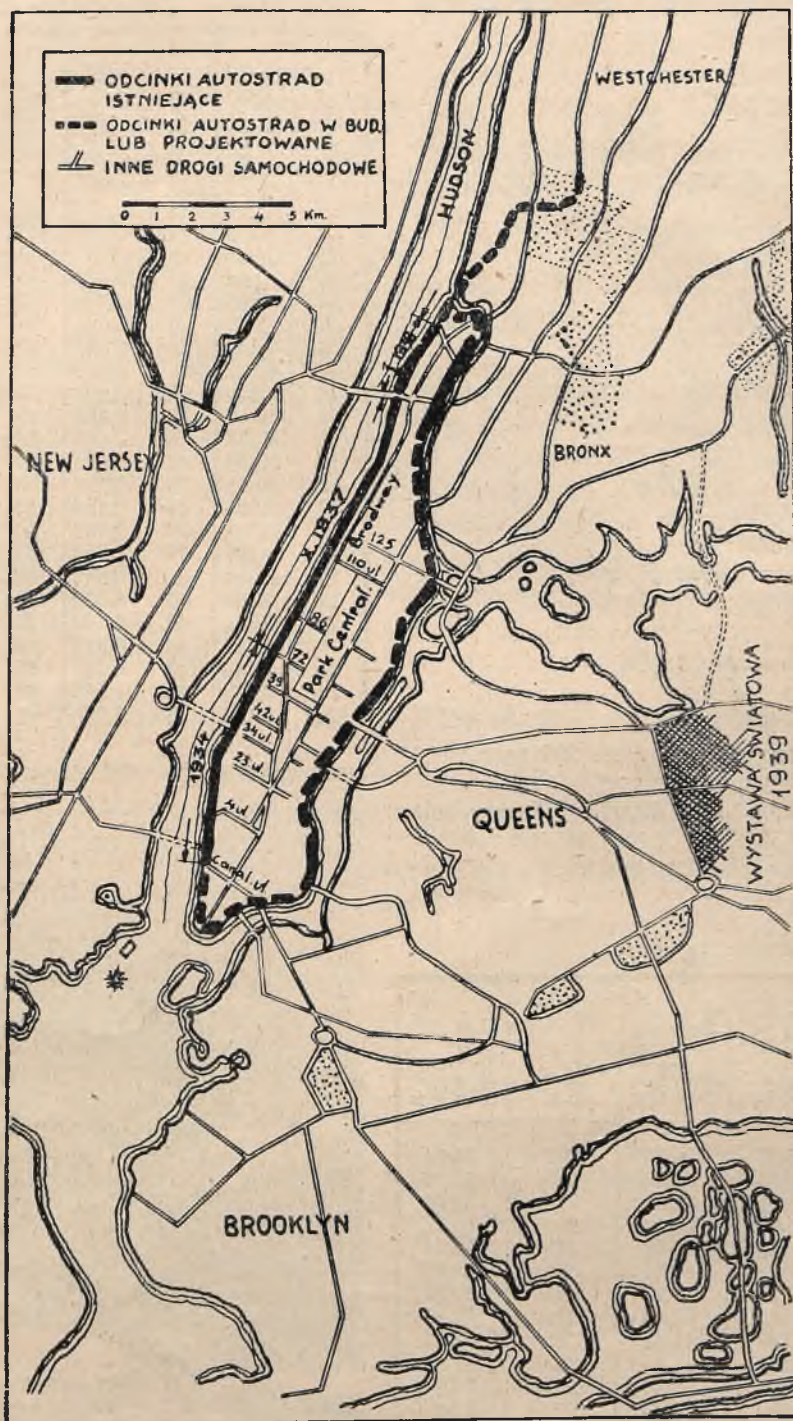 ODCINKI AUTOSTRAD
ISTNIEJĄCE
ODCINKI AUTOSTRAD W BUD.
LUB PROJEKTOWANE
INNE DROGI SAMOCHODOWE
0 1 2 3 4 5 Km.
WESTCHESTER
HUDSON
NEW JERSEY
BRONX
X. 1937
Brodway
125
110 ul.
96
72
Park Central.
59
42 ul.
34 ul.
23 ul.
4 ul.
1934
Canal. ul.
QUEENS
WYSTAWA ŚWIATOWA
1939
BROOKLYN